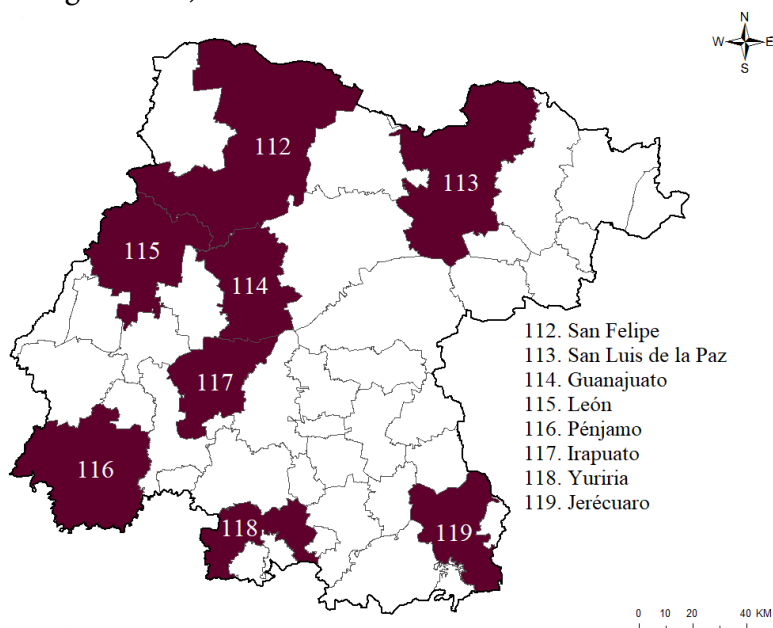 N
W E
S
112
113
115
114
117
116
118
119
112. San Felipe
113. San Luis de la Paz
114. Guanajuato
115. León
116. Pénjamo
117. Irapuato
118. Yuriria
119. Jerécuaro
0 10 20 40 KM